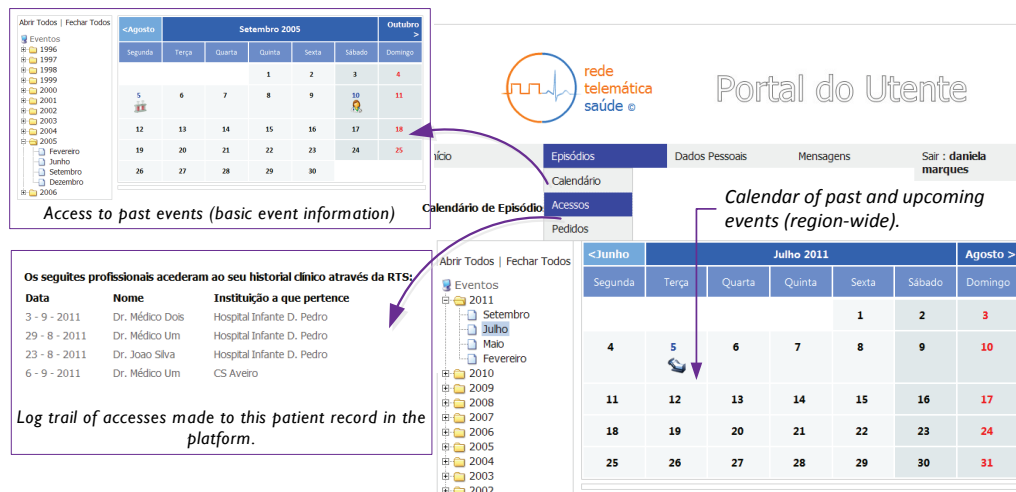 Abrir Todos | Fechar Todos
Eventos
1996
1997
1998
1999
2000
2001
2002
2003
2004
2005
Fevereiro
Junho
Setembro
Dezembro
2006
<Agosto Setembro 2005 Outubro >
Segunda Terça Quarta Quinta Sexta Sábado Domingo
1 2 3 4
5 6 7 8 9 10 11
12 13 14 15 16 17 18
19 20 21 22 23 24 25
26 27 28 29 30
Access to past events (basic event information)
rede
telemática
saúde ©
Portal do Utente
nício Episódios Dados Pessoais Mensagens Sair : daniela
marques
Calendário
Acessos
Pedidos
Calendário de Episódio
Calendar of past and upcoming
events (region-wide).
Os seguites profissionais acederam ao seu historial clínico através da RTS:
Data Nome Instituição a que pertence
3 - 9 - 2011 Dr. Médico Dois Hospital Infante D. Pedro
29 - 8 - 2011 Dr. Médico Um Hospital Infante D. Pedro
23 - 8 - 2011 Dr. Joao Silva Hospital Infante D. Pedro
6 - 9 - 2011 Dr. Médico Um CS Aveiro
Log trail of accesses made to this patient record in the
platform.
Abrir Todos | Fechar Todos
Eventos
2011
Setembro
Julho
Maio
Fevereiro
2010
2009
2008
2007
2006
2005
2004
2003
2002
<Junho Julho 2011 Agosto >
Segunda Terça Quarta Quinta Sexta Sábado Domingo
1 2 3
4 5 6 7 8 9 10
11 12 13 14 15 16 17
18 19 20 21 22 23 24
25 26 27 28 29 30 31